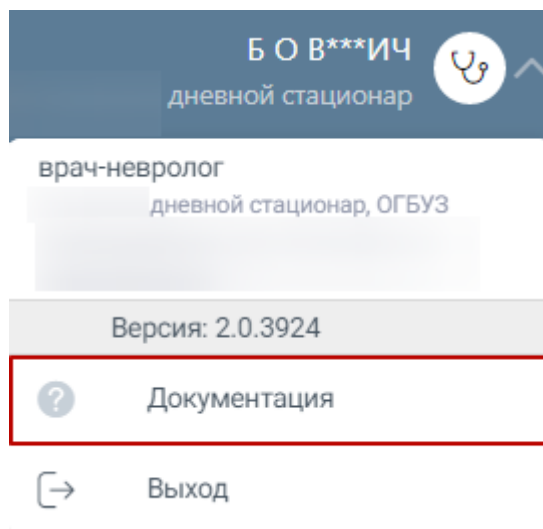 Б О В***ИЧ
дневной стационар
врач-невролог
дневной стационар, ОГБУЗ
Версия: 2.0.3924
? Документация
Выход